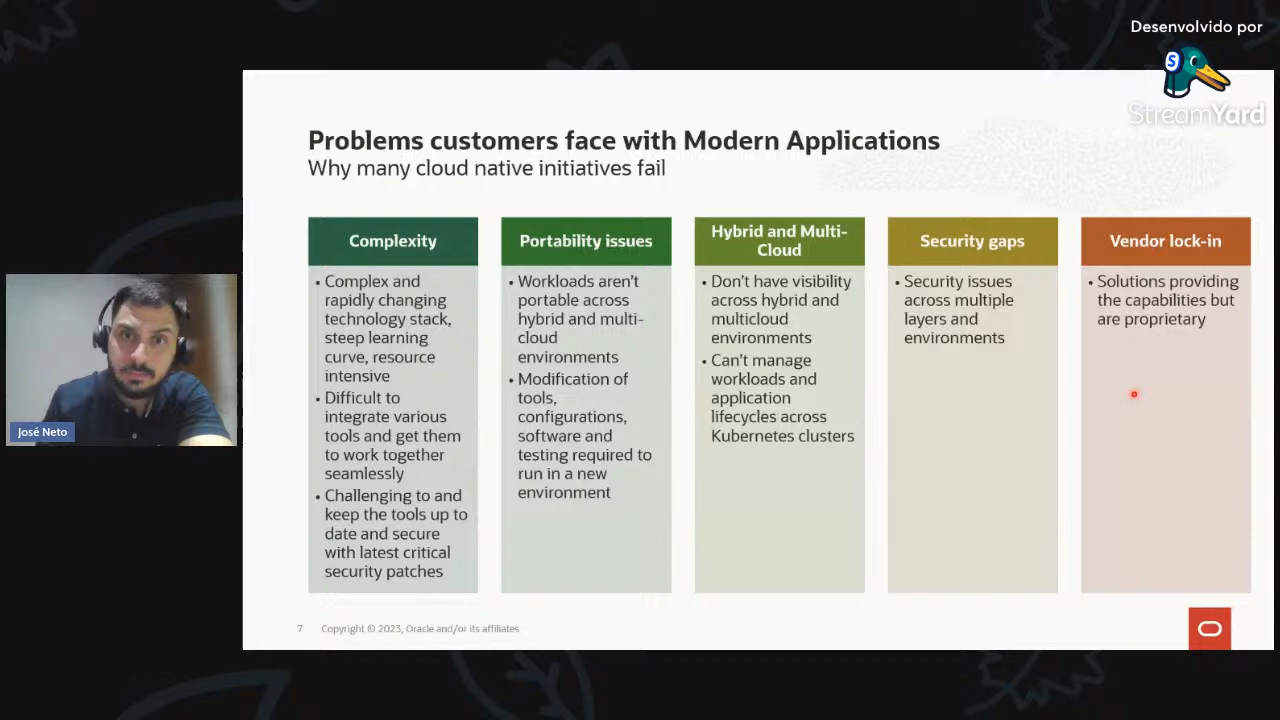 Desenvolvido por
StreamYard
Problems customers face with Modern Applications
Why many cloud native initiatives fail
Complexity
• Complex and
rapidly changing
technology stack,
steep learning
curve, resource
intensive
• Difficult to
integrate various
tools and get them
to work together
seamlessly
• Challenging to and
keep the tools up to
date and secure
with latest critical
security patches
Portability issues
• Workloads aren't
portable across
hybrid and multi-
cloud
environments
• Modification of
tools,
configurations,
software and
testing required to
run in a new
environment
Hybrid and Multi-
Cloud
• Don't have visibility
across hybrid and
multicloud
environments
• Can't manage
workloads and
application
lifecycles across
Kubernetes clusters
Security gaps
• Security issues
across multiple
layers and
environments
Vendor lock-in
• Solutions providing
the capabilities but
are proprietary
José Neto
7 Copyright © 2023, Oracle and/or its affiliates